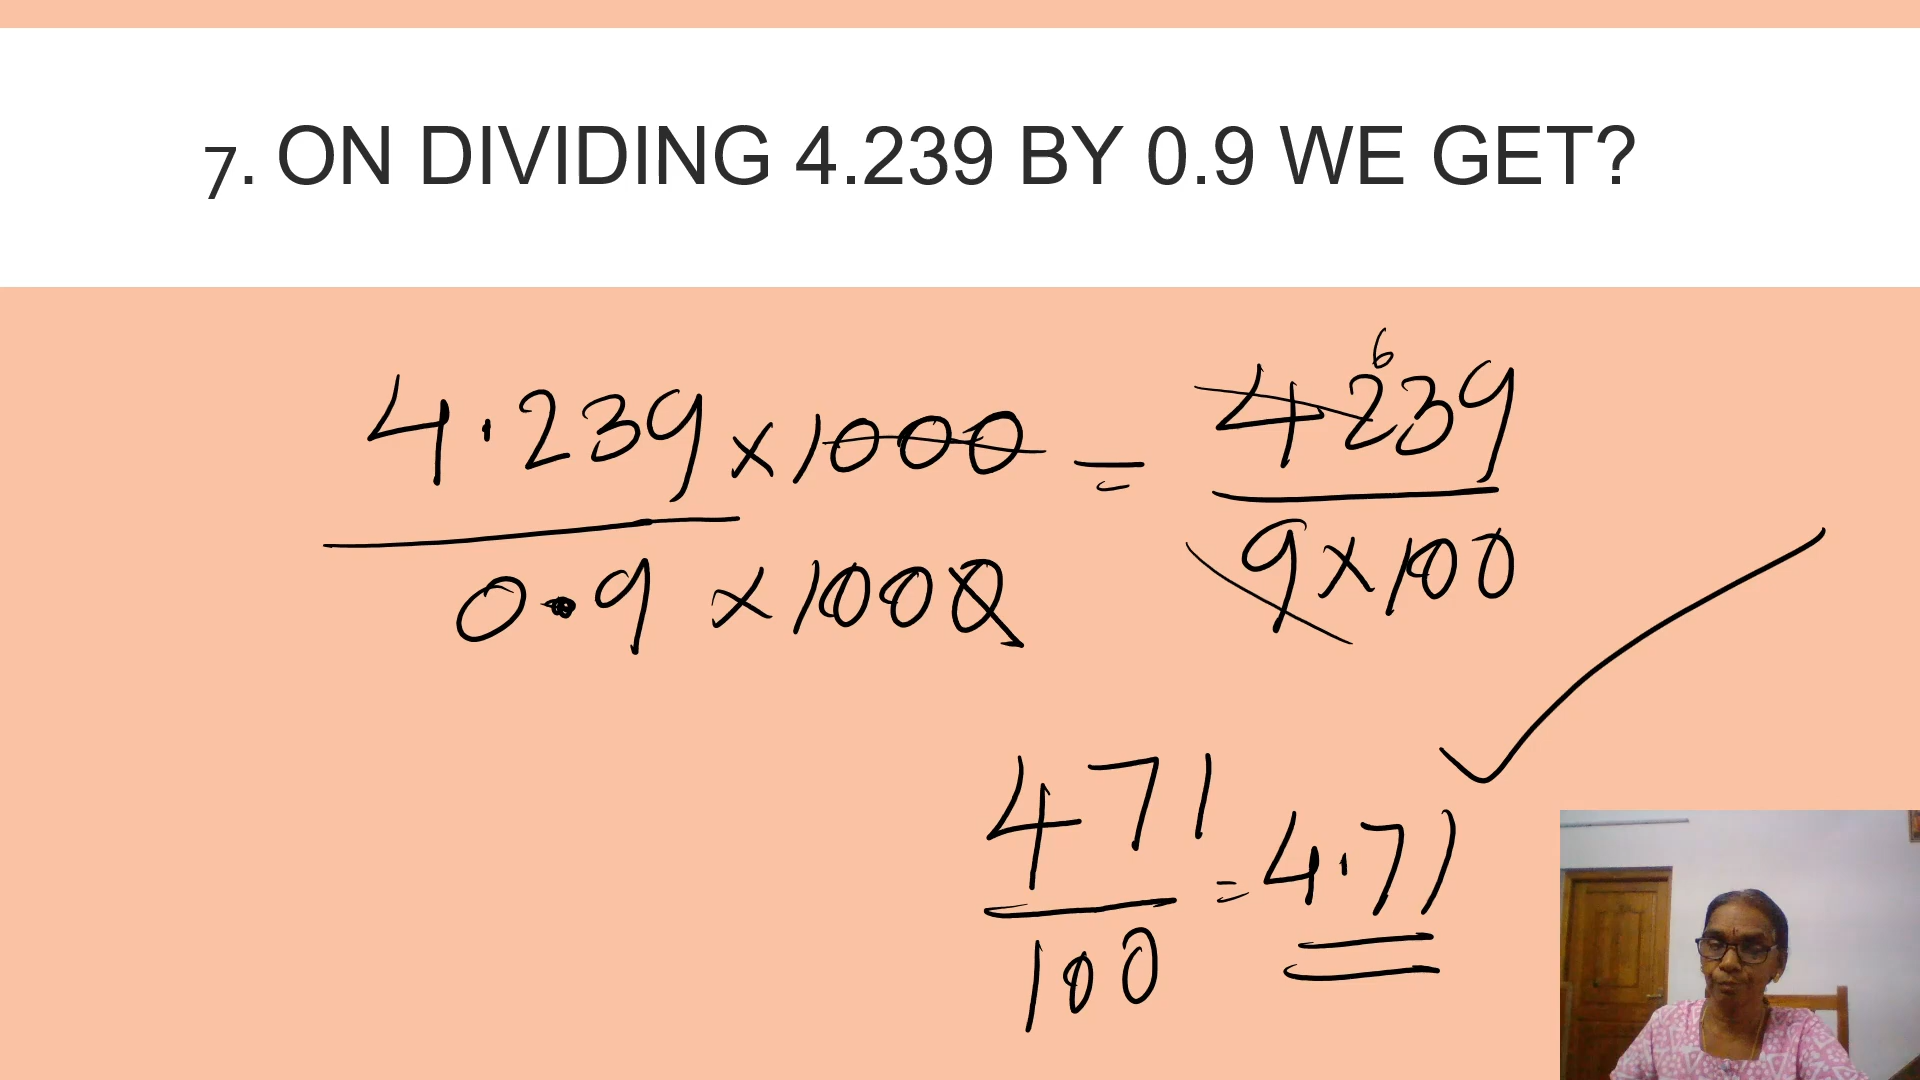 7. ON DIVIDING 4.239 BY 0.9 WE GET?
4.239 x 1000 = 4239
6
0.9 x 1000
9 x 100
471
= 4.71
100